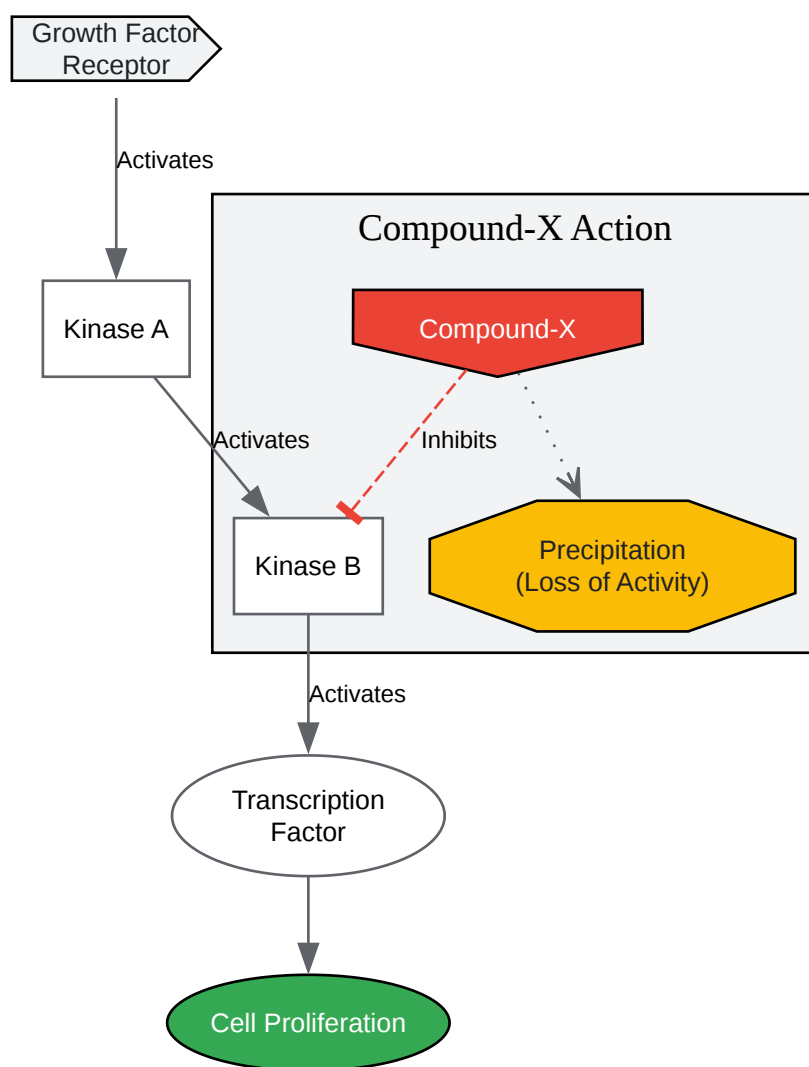 Growth Factor
Receptor
Activates
Compound-X Action
Kinase A
Compound-X
Activates
Inhibits
Kinase B
Precipitation
(Loss of Activity)
Activates
Transcription
Factor
Cell Proliferation